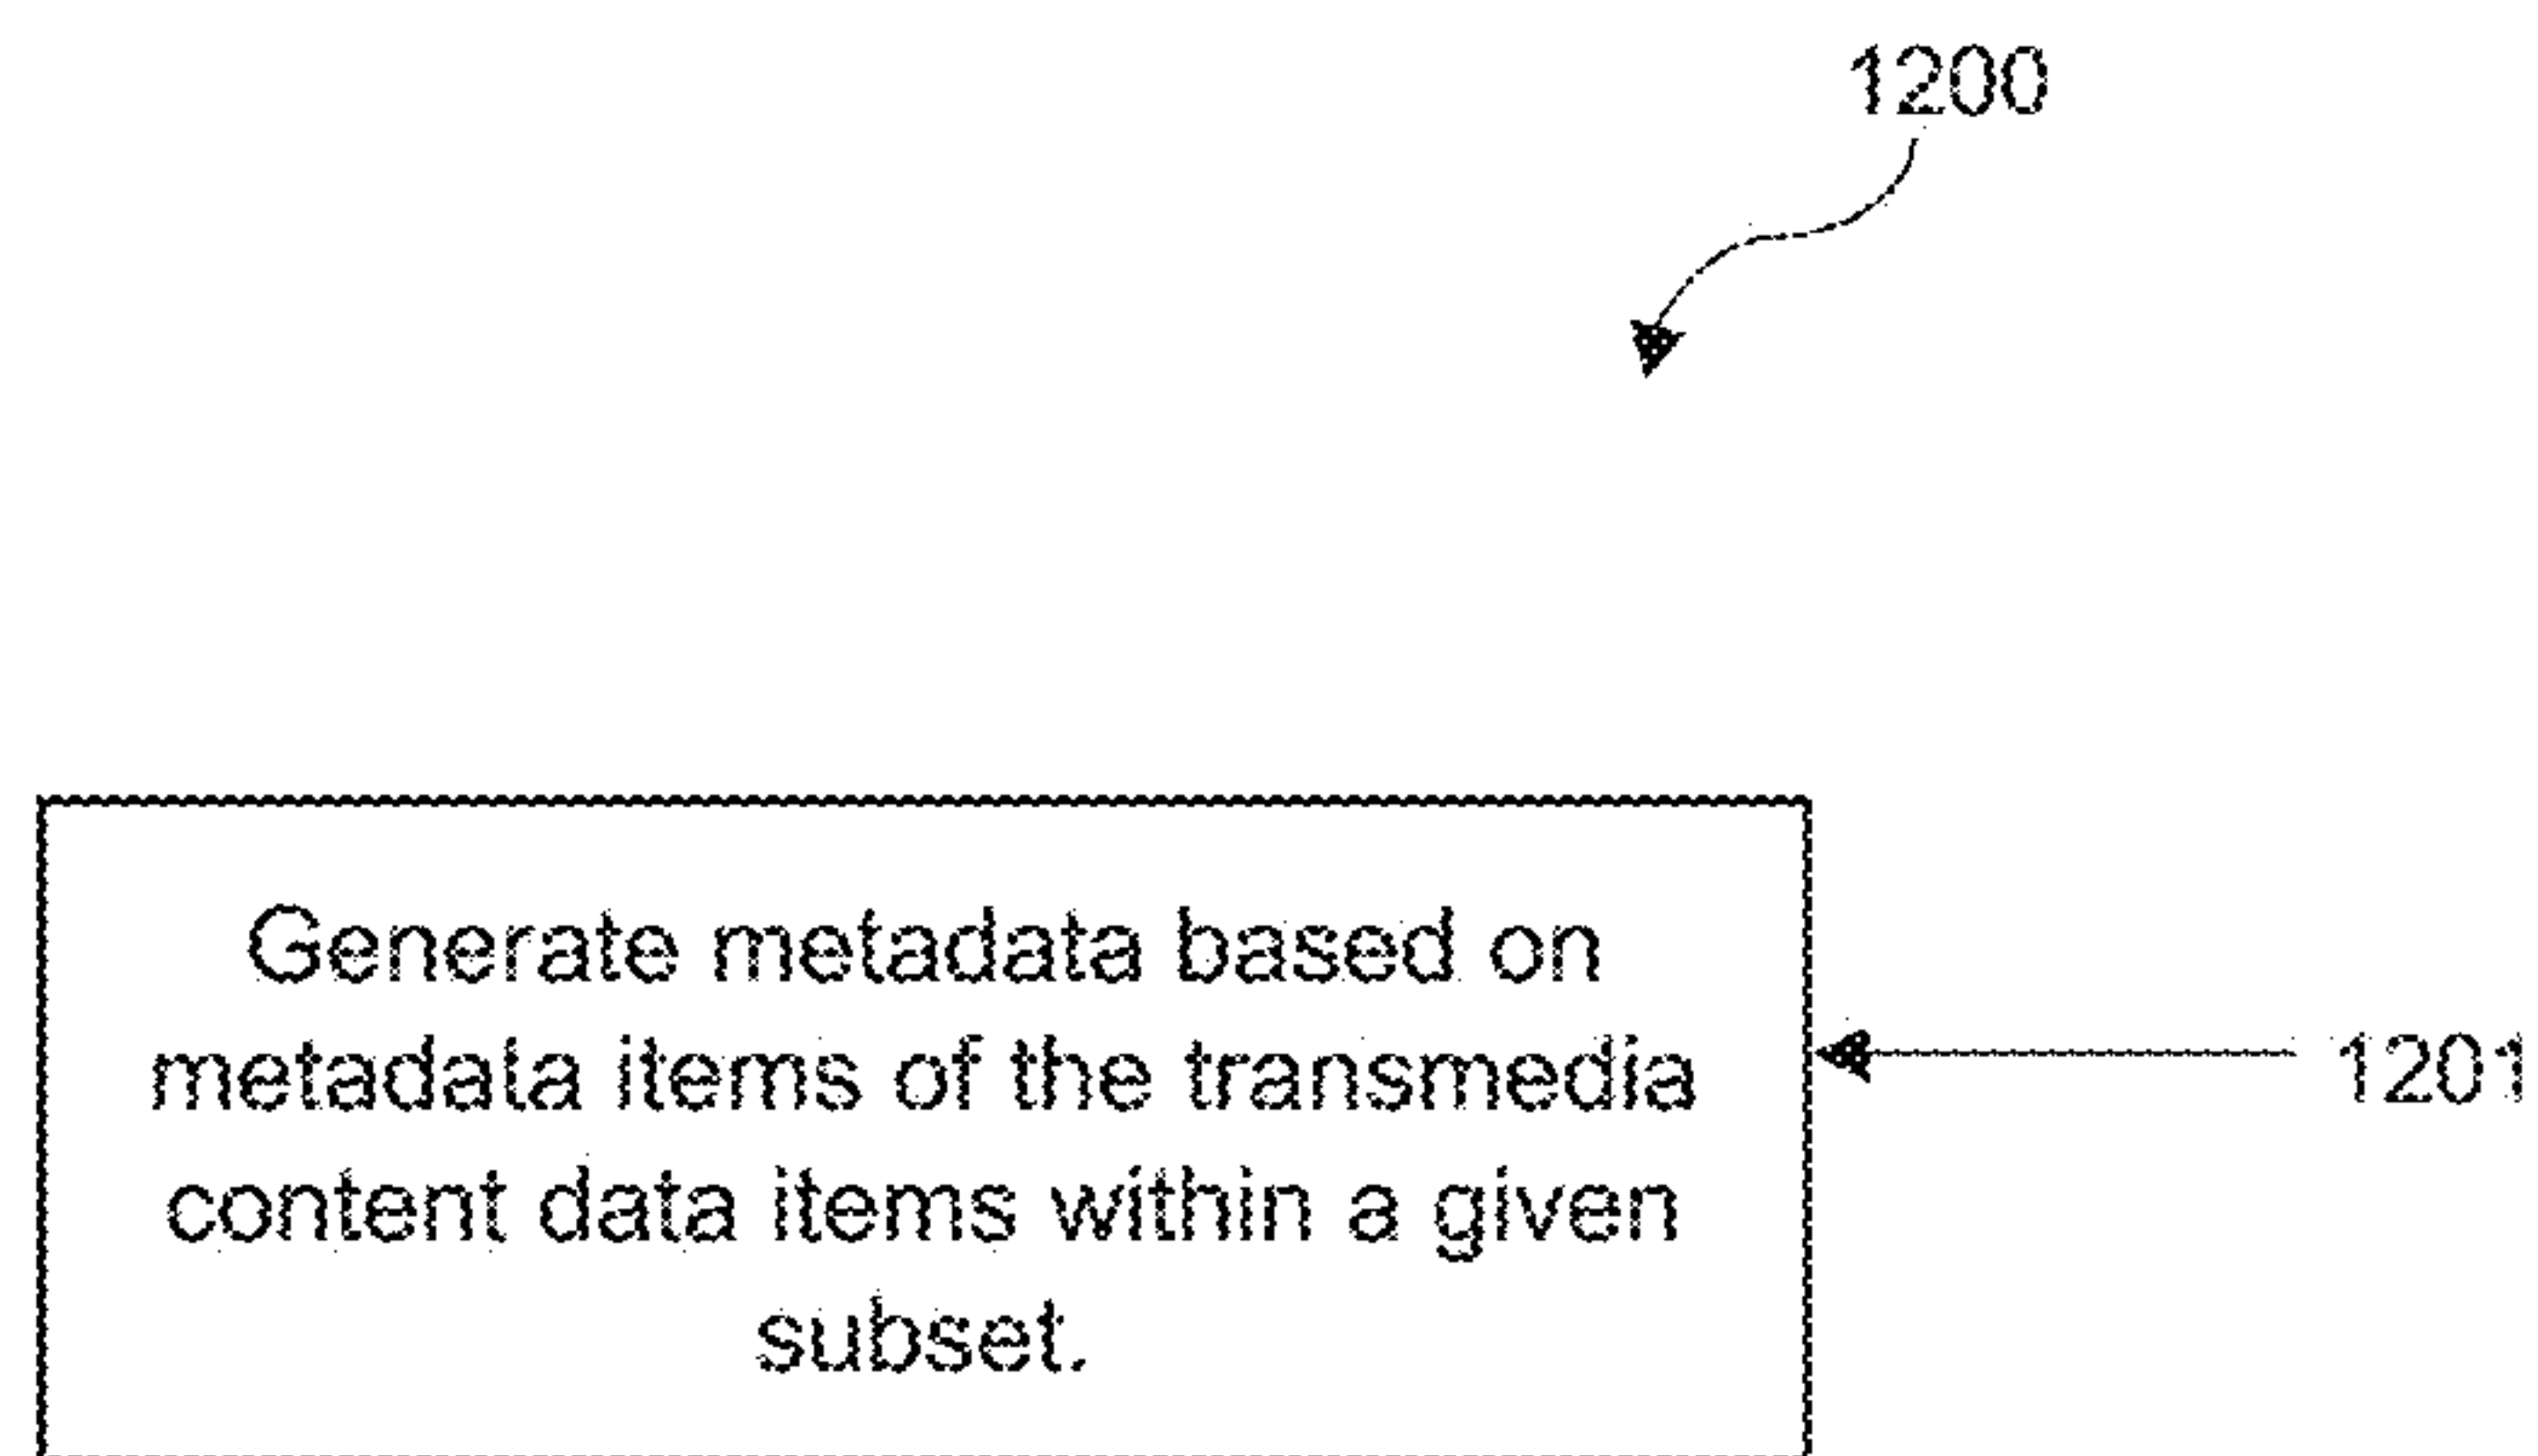 1200
Generate metadata based on
metadata items of the transmedia
content data items within a given
subset.
1201